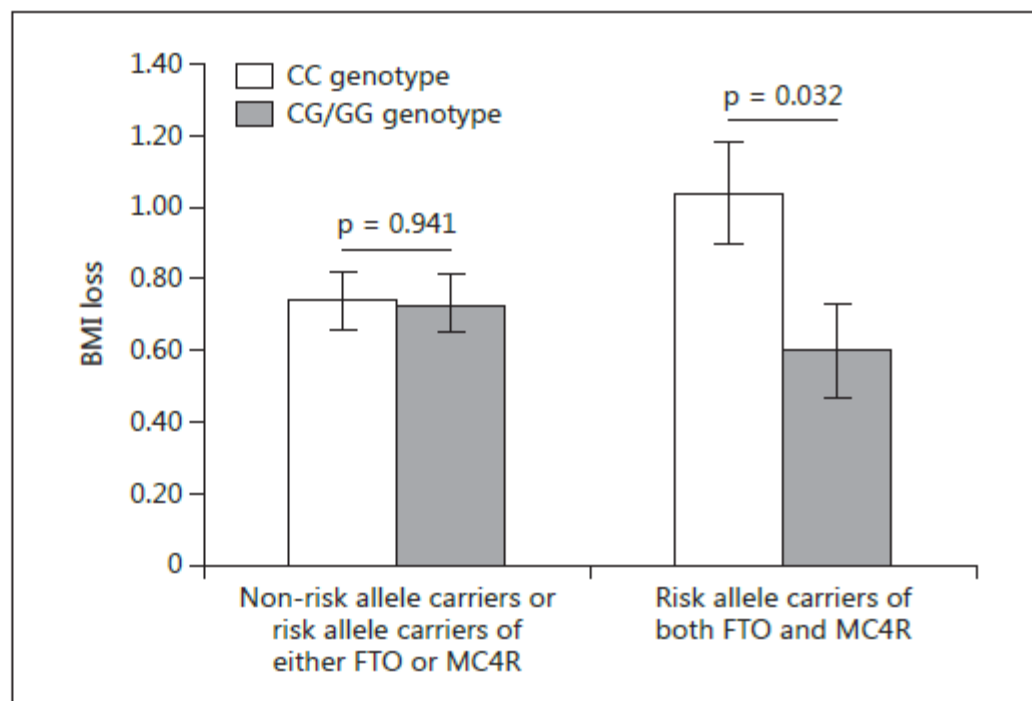 1.40
1.20
1.00
0.80
0.60
0.40
0.20
0
BMI loss
CC genotype
CG/GG genotype
p = 0.941
p = 0.032
Non-risk allele carriers or
risk allele carriers of
either FTO or MC4R
Risk allele carriers of
both FTO and MC4R